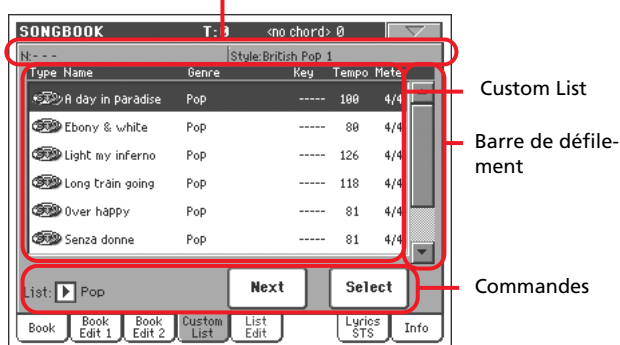 SONGBOOK T:0 <no chord> 0
N:--- Style:British Pop 1
Type Name Genre Key Tempo Mete
A day in paradise Pop ----- 100 4/4
Ebony & white Pop ----- 80 4/4
Light my inferno Pop ----- 126 4/4
Long train going Pop ----- 118 4/4
Over happy Pop ----- 81 4/4
Senza donne Pop ----- 81 4/4
List: Pop Next Select
Book Book Edit 1 Book Edit 2 Custom List List Edit Lyrics STS Info
Custom List
Barre de défile-
ment
Commandes